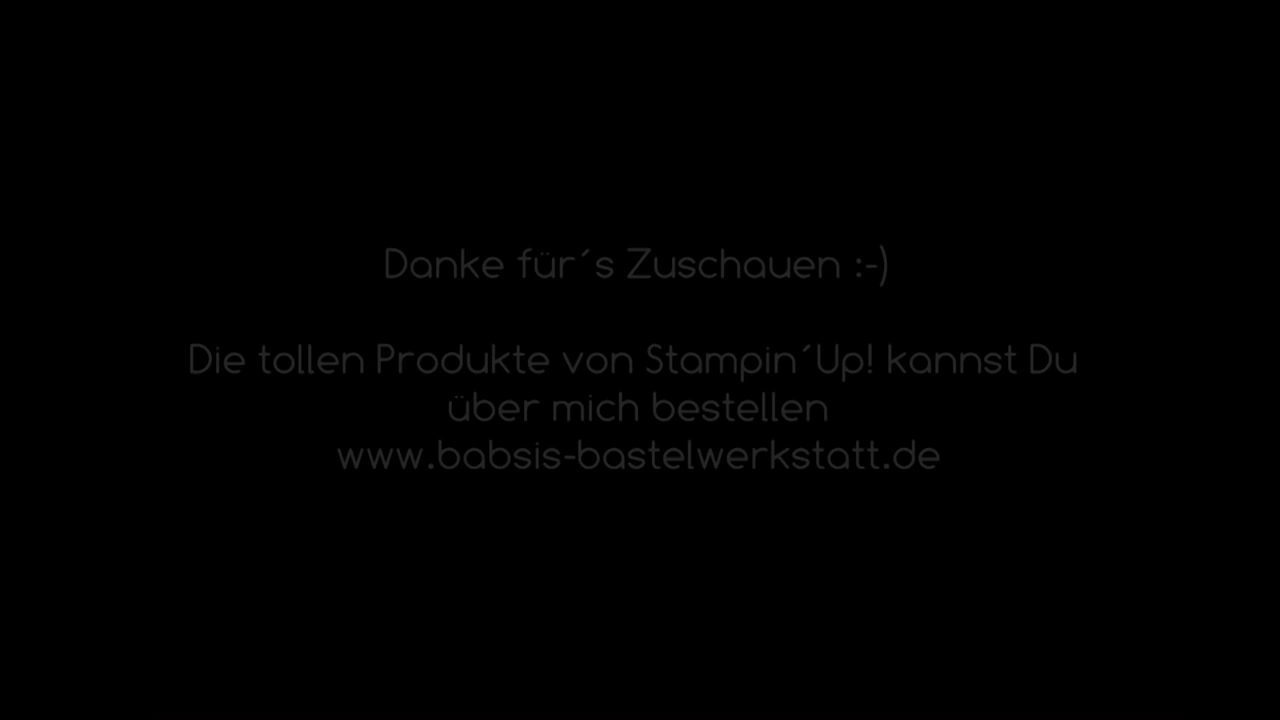 Danke für´s Zuschauen :-)
Die tollen Produkte von Stampin´Up! kannst Du
über mich bestellen
www.babsis-bastelwerkstatt.de